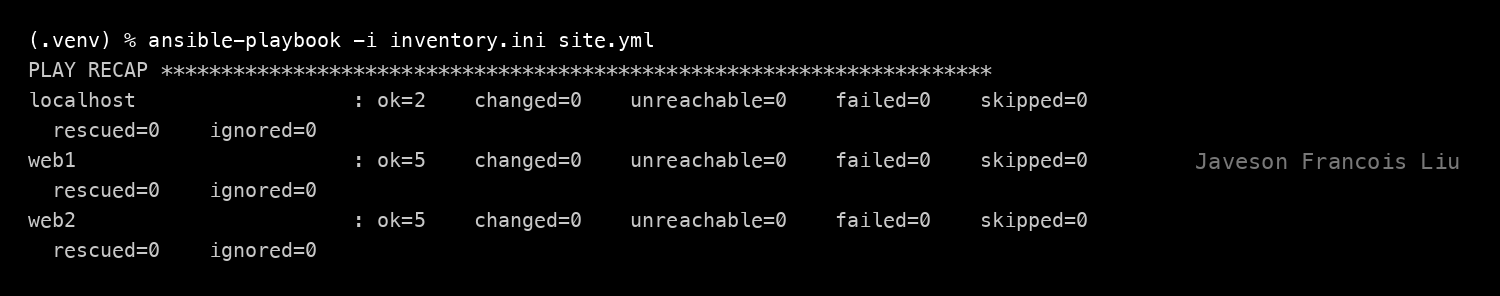 (.venv) % ansible-playbook -i inventory.ini site.yml
PLAY RECAP *********************************************************************
localhost                  : ok=2    changed=0    unreachable=0    failed=0    skipped=0
  rescued=0    ignored=0
web1                       : ok=5    changed=0    unreachable=0    failed=0    skipped=0
Javeson Francois Liu
  rescued=0    ignored=0
web2                       : ok=5    changed=0    unreachable=0    failed=0    skipped=0
  rescued=0    ignored=0